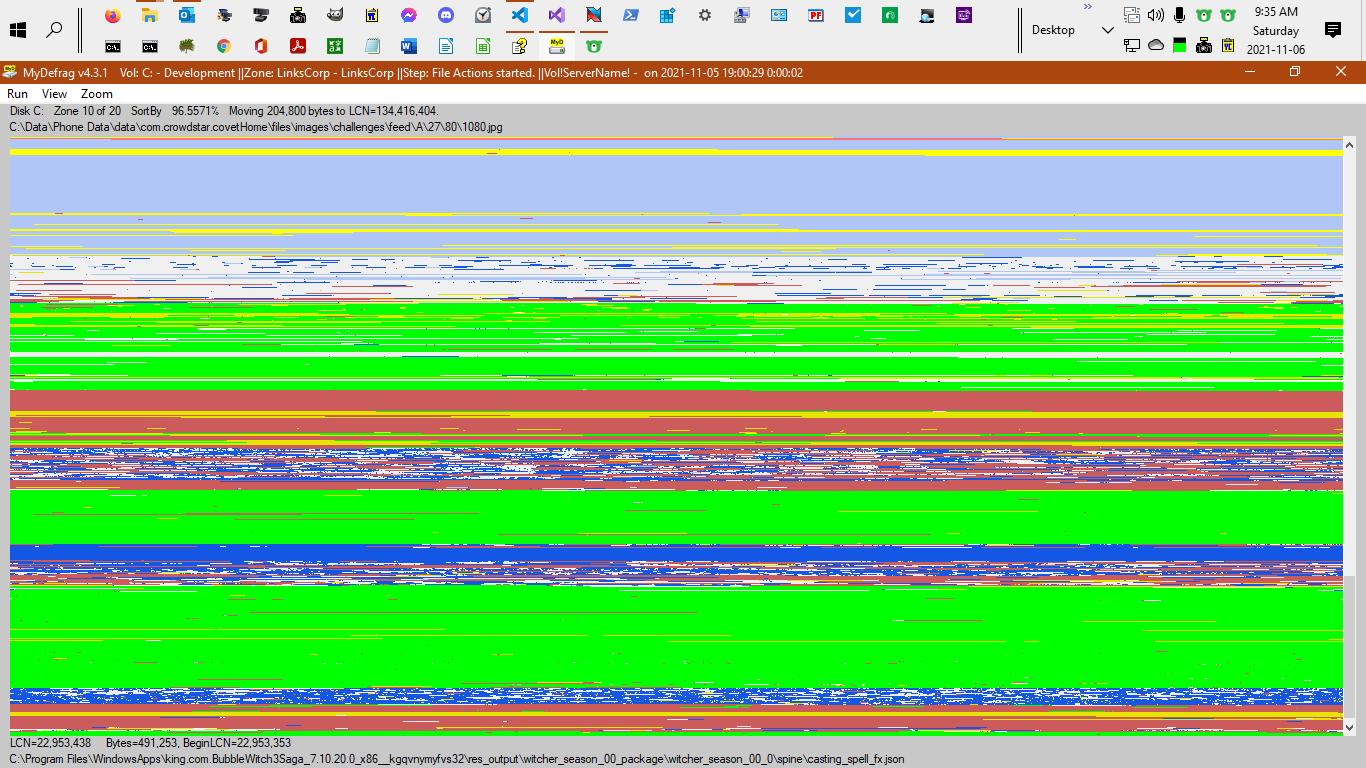 9:35 AM
Desktop
Saturday
2021-11-06
C:\.
C:\.
MyD
PF
MyDefrag v4.3.1 Vol: C: - Development ||Zone: LinksCorp - LinksCorp ||Step: File Actions started. ||Vol!ServerName! - on 2021-11-05 19:00:29 0:00:02
Run View Zoom
Disk C: Zone 10 of 20 SortBy 96.5571% Moving 204,800 bytes to LCN=134,416,404.
C:\Data\Phone Data\data\com.crowdstar.covetHome\files\images\challenges\feed\A\27\80\1080.jpg
LCN=22,953,438 Bytes=491,253, BeginLCN=22,953,353
C:\Program Files\WindowsApps\king.com.BubbleWitch3Saga_7.10.20.0_x86__kgqvnymyfvs32\res_output\witcher_season_00_package\witcher_season_00_0\spine\casting_spell_fx.json